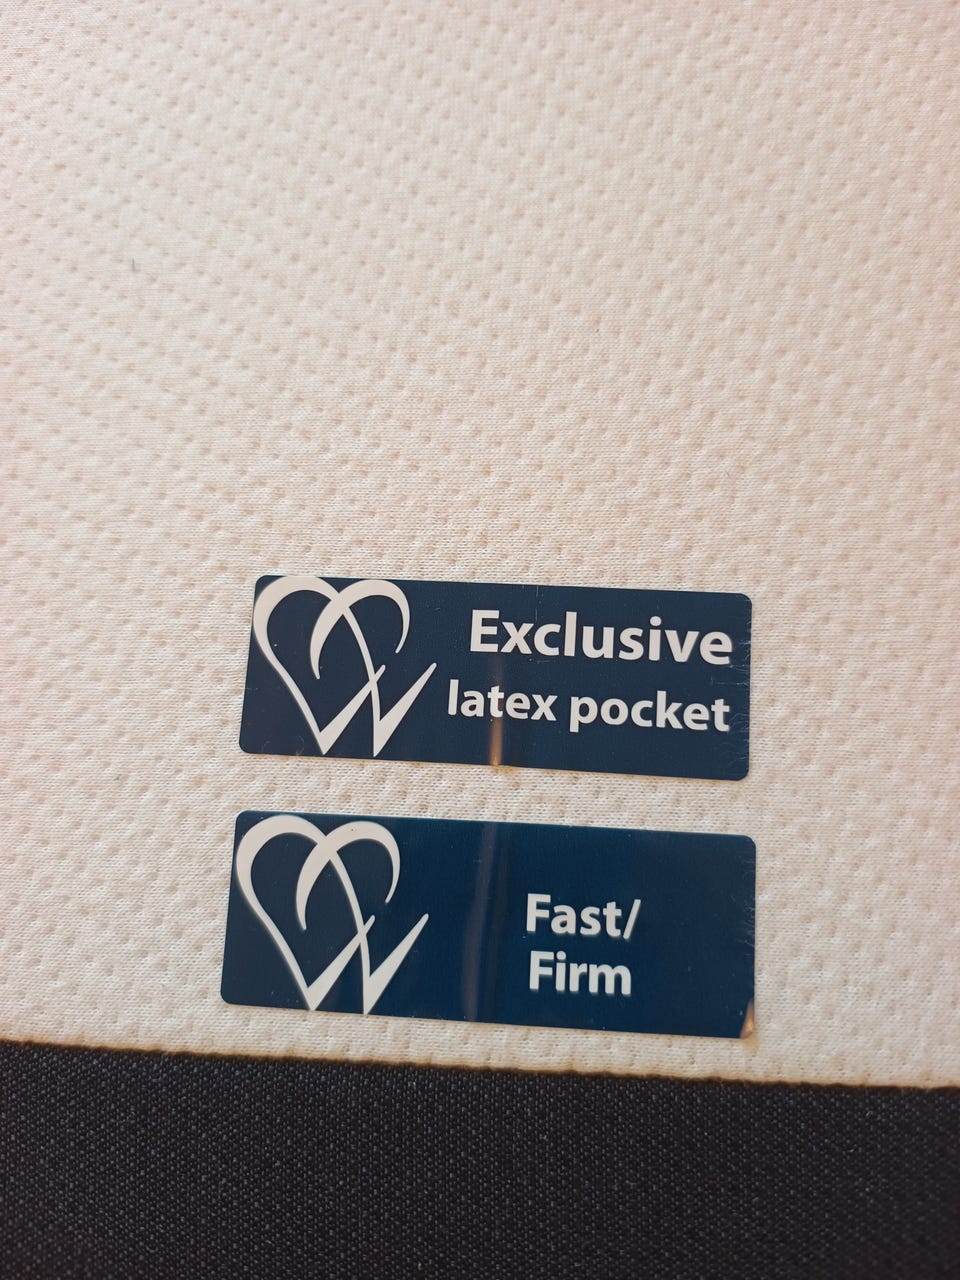 Exclusive
latex pocket
Fast/
Firm